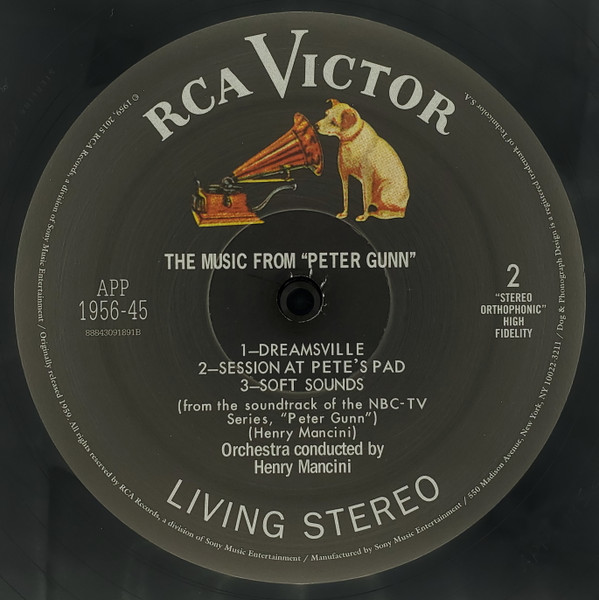 RCA VICTOR
THE MUSIC FROM "PETER GUNN"
APP
1956-45
88843091891B
2
"STEREO
ORTHOPHONIC"
HIGH
FIDELITY
1—DREAMSVILLE
2—SESSION AT PETE'S PAD
3—SOFT SOUNDS
(from the soundtrack of the NBC-TV
Series, "Peter Gunn")
(Henry Mancini)
Orchestra conducted by
Henry Mancini
LIVING STEREO
© 1959, 2015 RCA Records, a division of Sony Music Entertainment / Originally released 1959. All rights reserved by RCA Records, a division of Sony Music Entertainment / Manufactured by Sony Music Entertainment / 550 Madison Avenue, New York, NY, 10022-3211 / Dog & Phonograph Design is a registered trademark of Technicolor S.A.